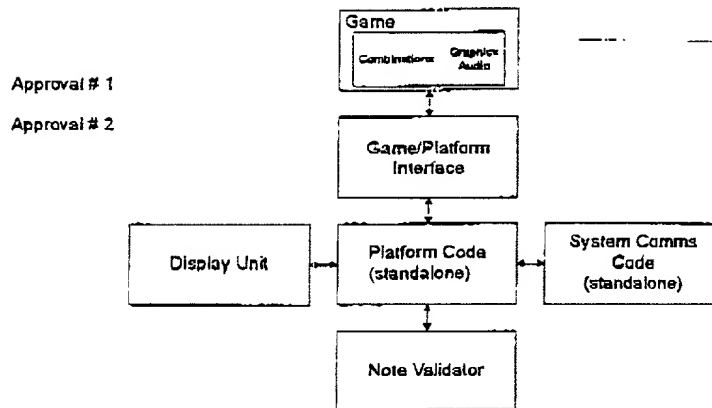 Game
Combinations
Graphics
Audio
Approval # 1
Approval # 2
Game/Platform
Interface
Display Unit
Platform Code
(standalone)
System Comms
Code
(standalone)
Note Validator